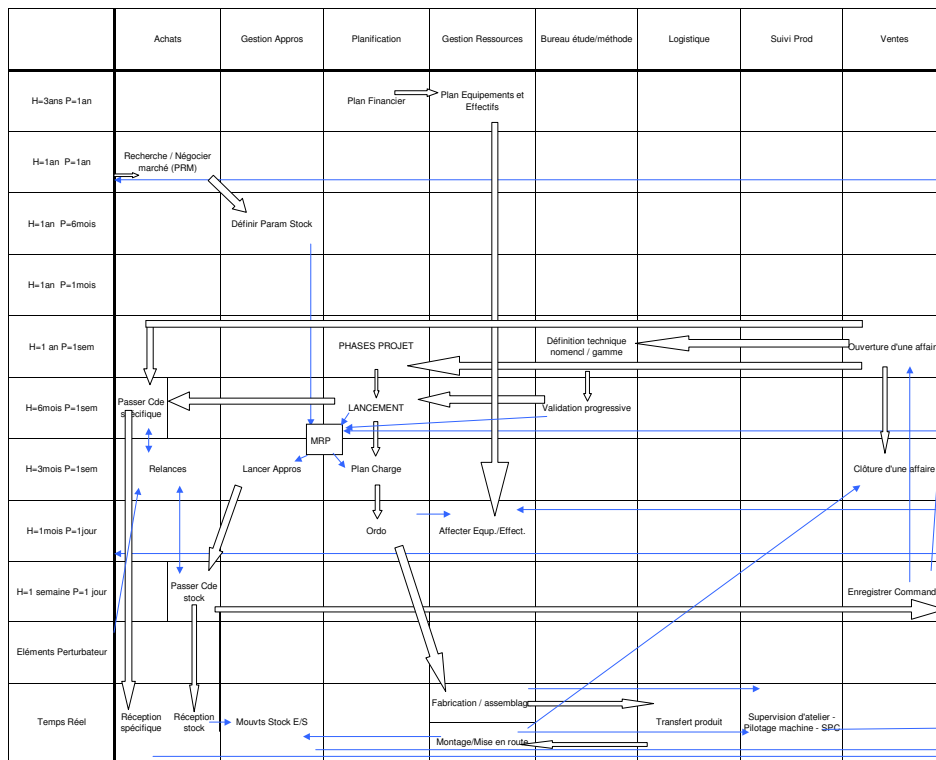 Achats Gestion Appros Planification Gestion Ressources Bureau étude/méthode Logistique Suivi Prod Ventes
H=3ans P=1an
Plan Financier
Plan Equipements et
Effectifs
H=1an P=1an
Recherche / Négocier
marché (PRM)
H=1an P=6mois
Définir Param Stock
H=1an P=1mois
H=1 an P=1sem
PHASES PROJET
Définition technique
nomencl / gamme
Ouverture d'une affair
H=6mois P=1sem
Passer Cde
spécifique
LANCEMENT
Validation progressive
MRP
H=3mois P=1sem
Relances
Lancer Appros
Plan Charge
Clôture d'une affaire
H=1mois P=1jour
Ordo
Affecter Equp./Effect.
H=1 semaine P=1 jour
Passer Cde
stock
Enregistrer Command
Eléments Perturbateur
Temps Réel
Réception
spécifique
Réception
stock
Mouvts Stock E/S
Fabrication / assemblag
Montage/Mise en route
Transfert produit
Supervision d'atelier -
Pilotage machine - SPC